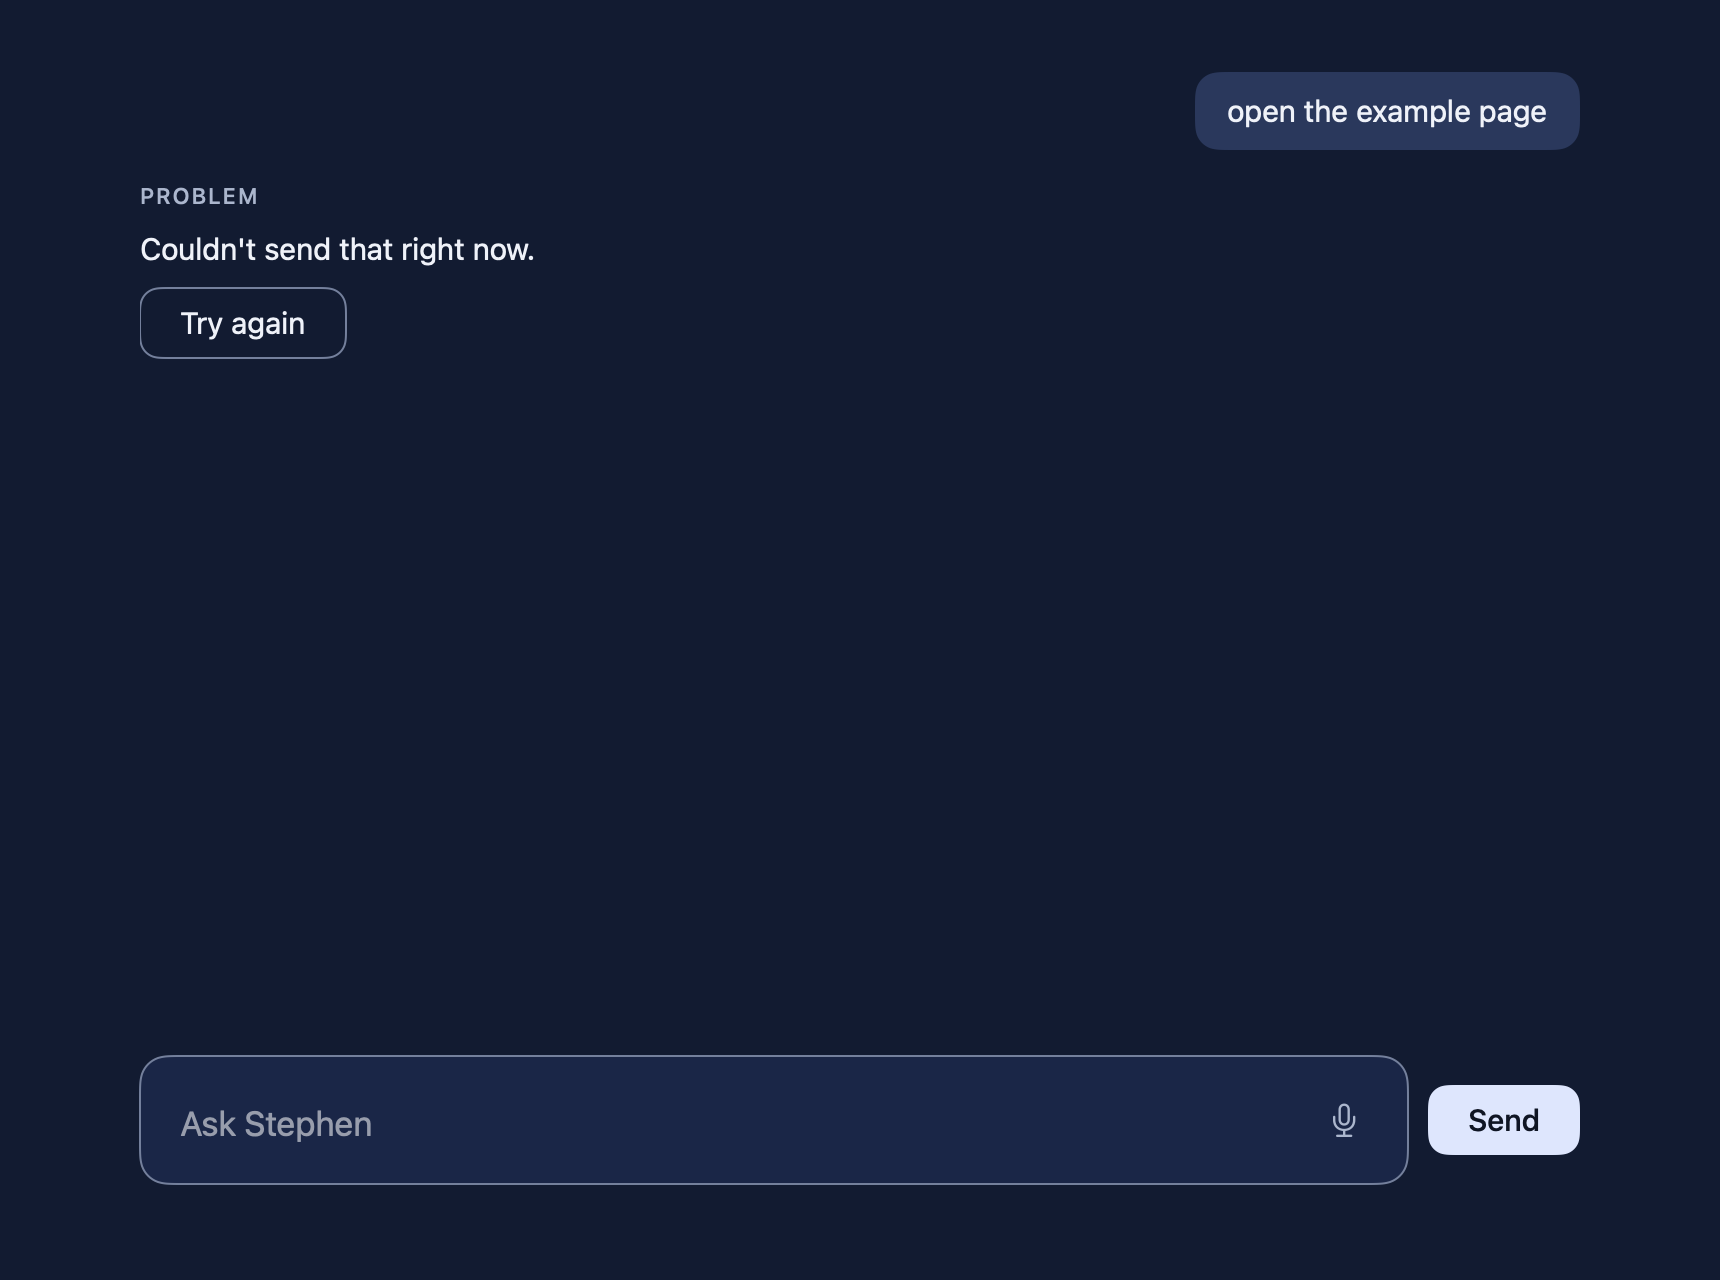 open the example page
PROBLEM
Couldn't send that right now.
Try again
Ask Stephen
Send